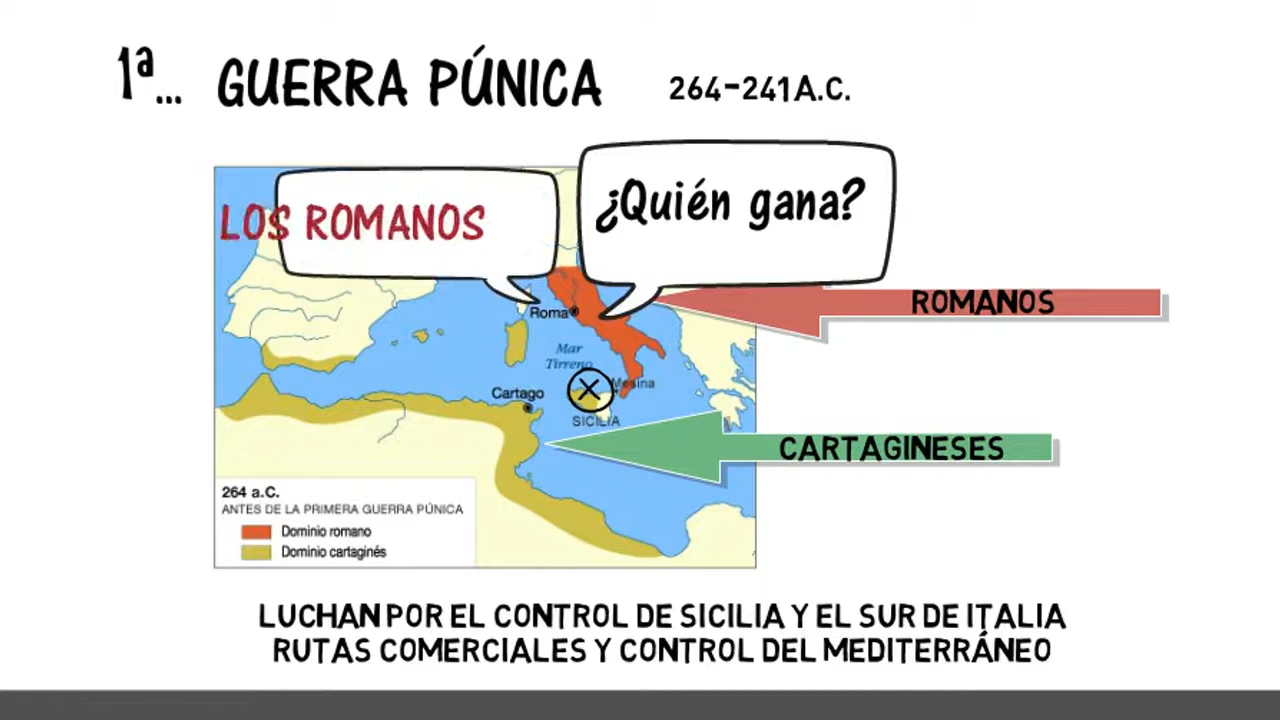 1ª... GUERRA PÚNICA 264-241A.C.
¿Quién gana?
LOS ROMANOS
ROMANOS
Roma
Mar
Tirreno
Mesina
Cartago
SICILIA
CARTAGINESES
264 a.C.
ANTES DE LA PRIMERA GUERRA PÚNICA
Dominio romano
Dominio cartaginés
LUCHAN POR EL CONTROL DE SICILIA Y EL SUR DE ITALIA
RUTAS COMERCIALES Y CONTROL DEL MEDITERRÁNEO